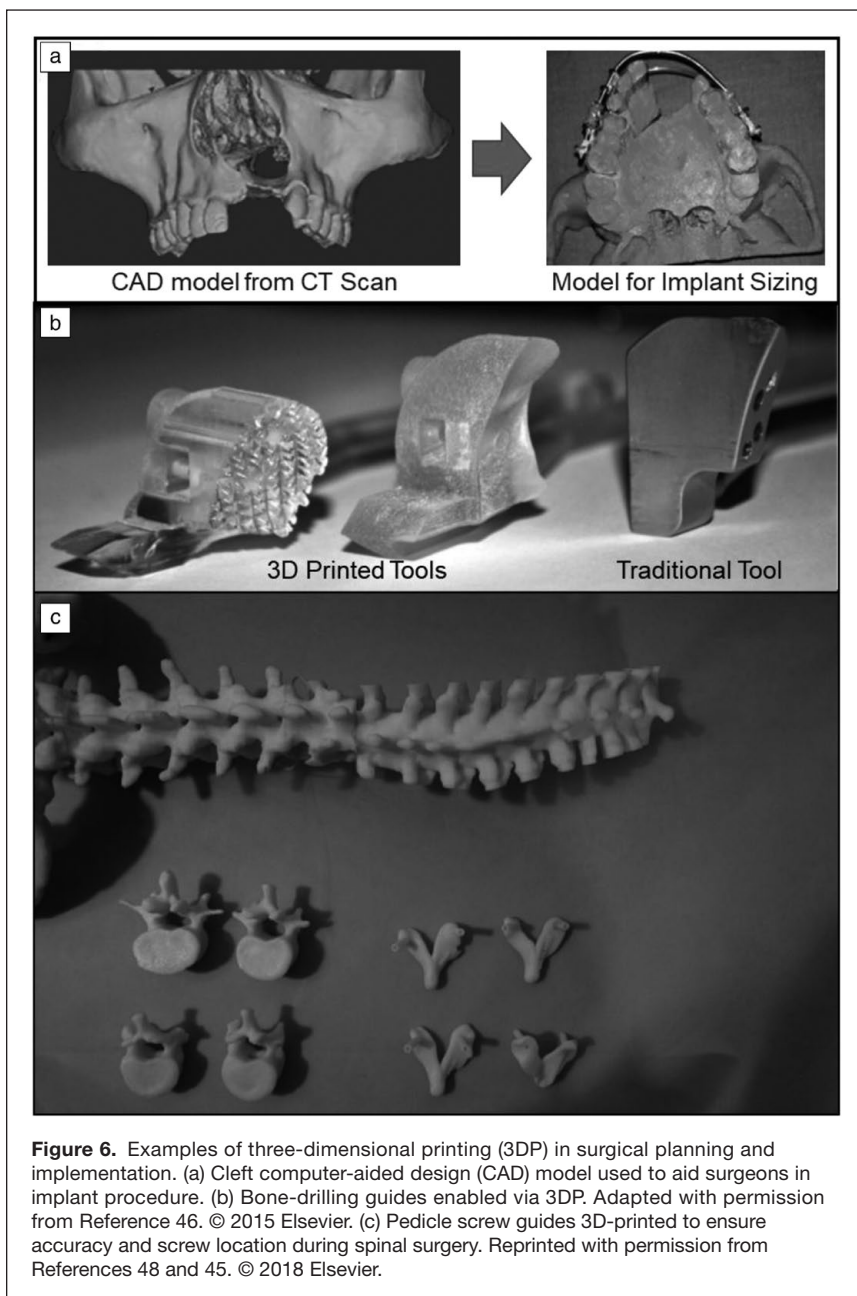 a
CAD model from CT Scan
Model for Implant Sizing
b
3D Printed Tools
Traditional Tool
c
Figure 6. Examples of three-dimensional printing (3DP) in surgical planning and
implementation. (a) Cleft computer-aided design (CAD) model used to aid surgeons in
implant procedure. (b) Bone-drilling guides enabled via 3DP. Adapted with permission
from Reference 46. © 2015 Elsevier. (c) Pedicle screw guides 3D-printed to ensure
accuracy and screw location during spinal surgery. Reprinted with permission from
References 48 and 45. © 2018 Elsevier.